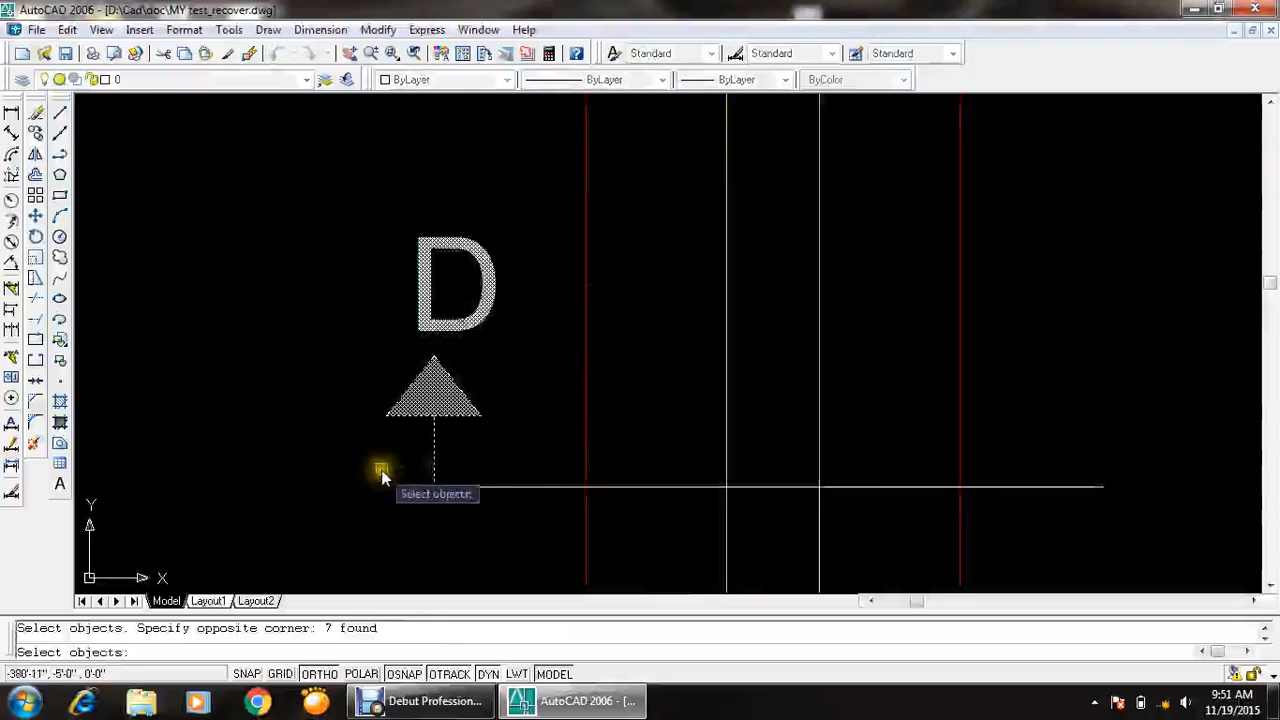 AutoCAD 2006 - [D:\Cad\doc\MY test_recover.dwg]
File Edit View Insert Format Tools Draw Dimension Modify Express Window Help
Standard Standard Standard
0 ByLayer ByLayer ByLayer ByColor
D
Select objects:
Y
X
Model Layout1 Layout2
Select objects. Specify opposite corner: 7 found
Select objects:
-380'-11", -5'-0", 0'-0" SNAP GRID ORTHO POLAR OSNAP OTRACK DYN LWT MODEL
Debut Profession... AutoCAD 2006 - [...
9:51 AM
11/19/2015